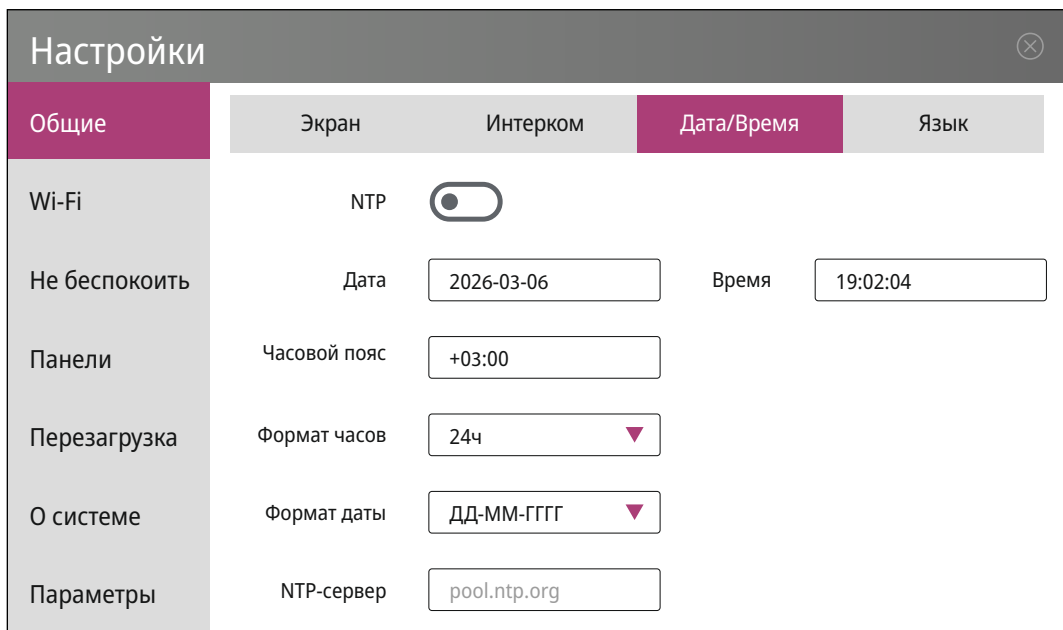 Настройки
Общие
Экран Интерком Дата/Время Язык
Wi-Fi
NTP
Не беспокоить
Дата 2026-03-06 Время 19:02:04
Панели
Часовой пояс +03:00
Перезагрузка
Формат часов 24ч
О системе
Формат даты ДД-ММ-ГГГГ
Параметры
NTP-сервер pool.ntp.org